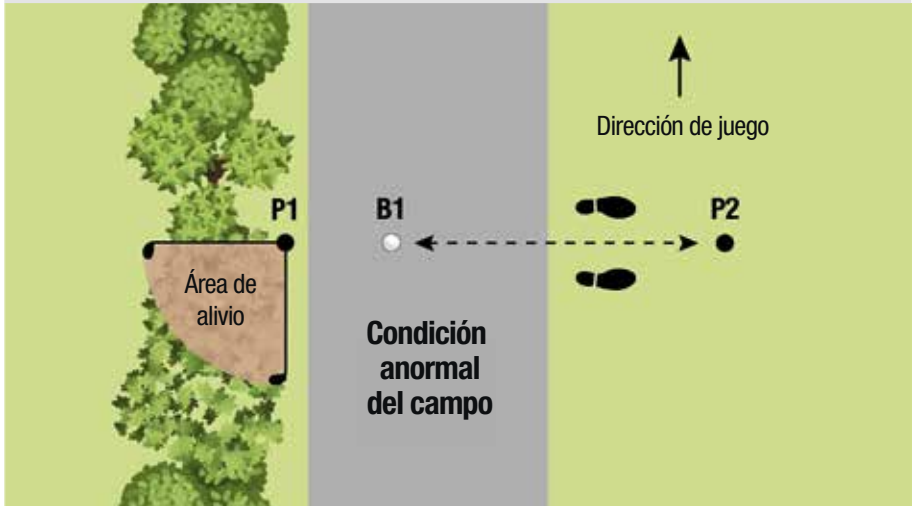 Dirección de juego
P1
B1
P2
Área de
alivio
Condición
anormal
del campo